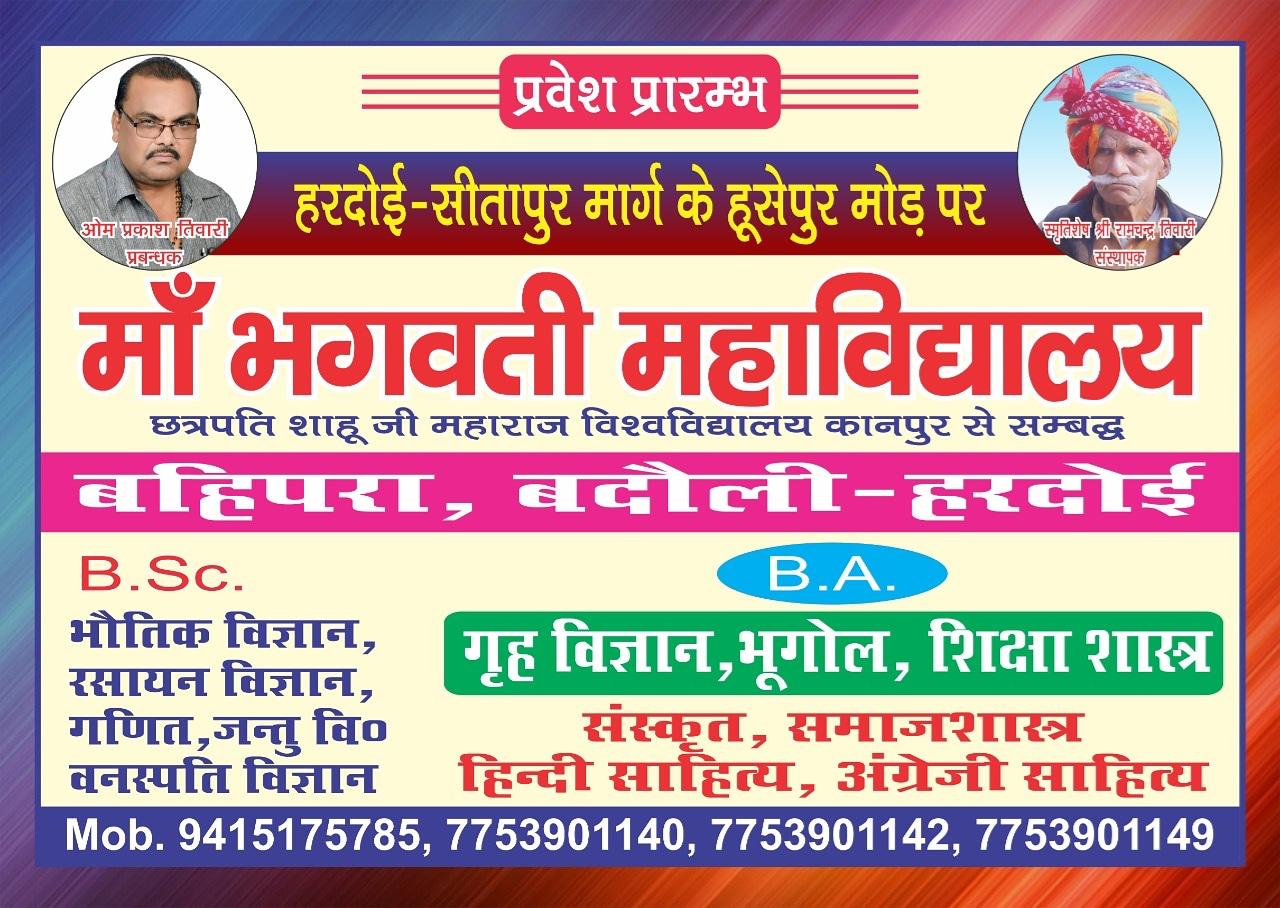 प्रवेश प्रारम्भ
हरदोई-सीतापुर मार्ग के हूसेपुर मोड़ पर
ओम प्रकाश तिवारी
प्रबन्धक
स्मृतिशेष श्री रामचन्द्र तिवारी
संस्थापक
माँ भगवती महाविद्यालय
छत्रपति शाहू जी महाराज विश्वविद्यालय कानपुर से सम्बद्ध
बहिपरा, बदौली-हरदोई
B.Sc.
भौतिक विज्ञान,
रसायन विज्ञान,
गणित,जन्तु वि०
वनस्पति विज्ञान
B.A.
गृह विज्ञान,भूगोल, शिक्षा शास्त्र
संस्कृत, समाजशास्त्र
हिन्दी साहित्य, अंग्रेजी साहित्य
Mob. 9415175785, 7753901140, 7753901142, 7753901149